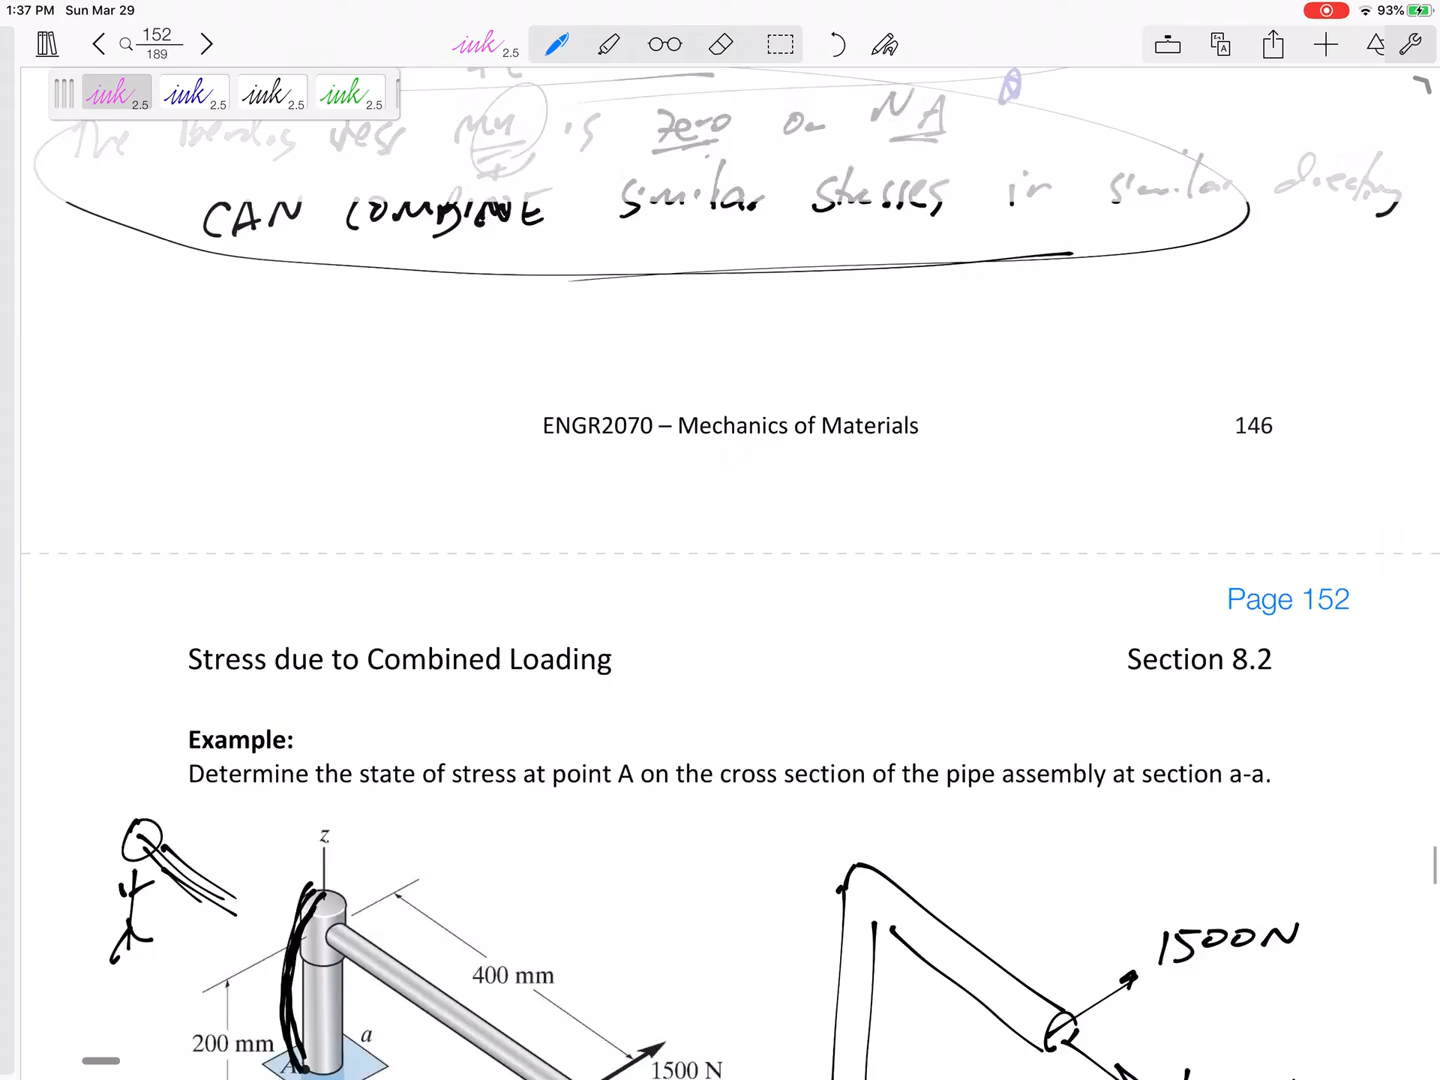 1:37 PM Sun Mar 29
93%
152
189
ink 2.5
ink 2.5 ink 2.5 ink 2.5 ink 2.5
The is zero on NA
CAN COMBINE similar stresses in similar
ENGR2070 – Mechanics of Materials 146
Page 152
Stress due to Combined Loading Section 8.2
Example:
Determine the state of stress at point A on the cross section of the pipe assembly at section a-a.
z
1500N
400 mm
200 mm
a
A
1500 N